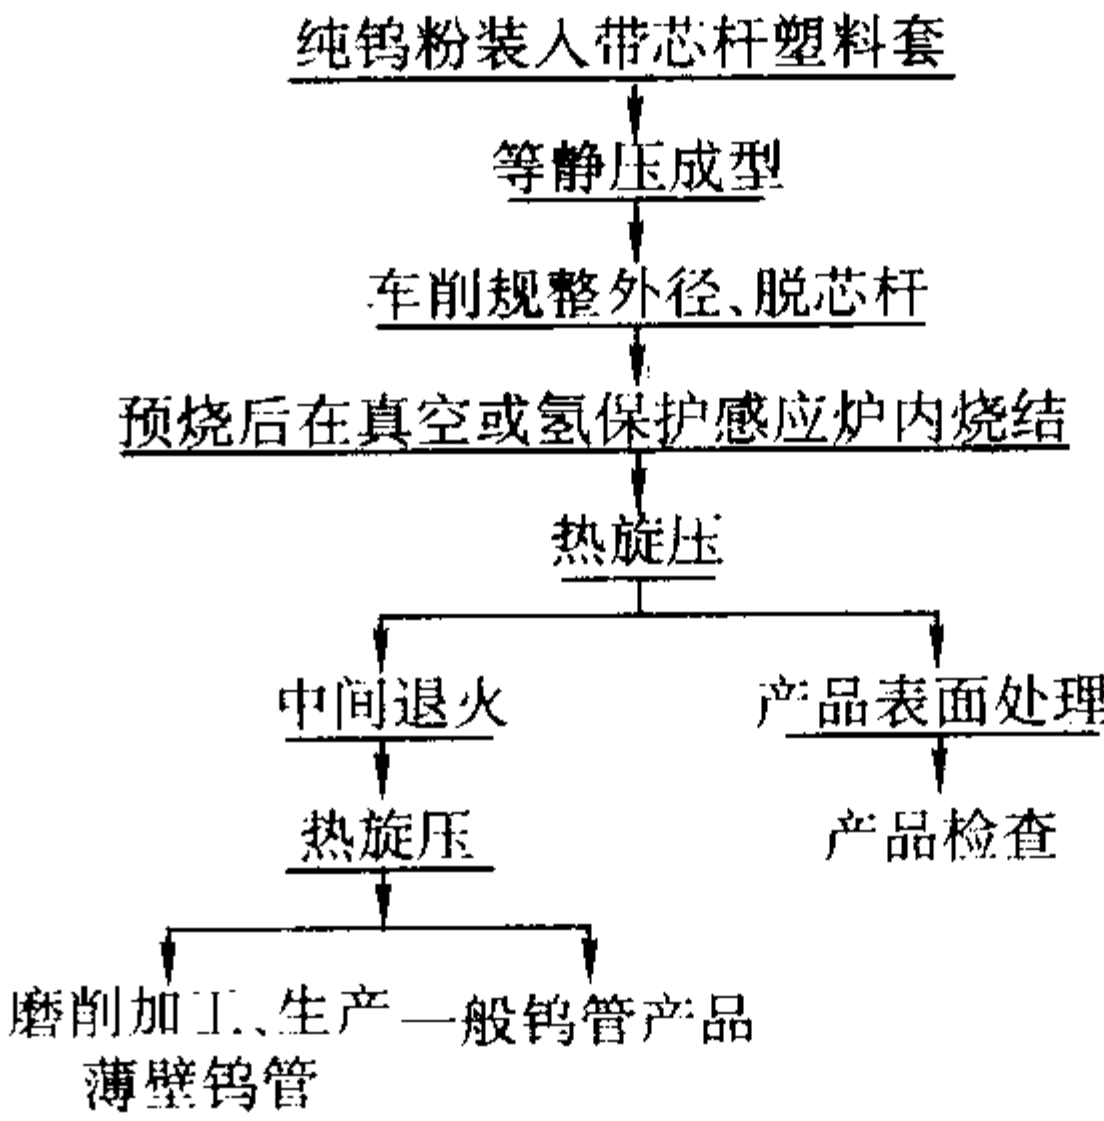 纯钨粉装入带芯杆塑料套
等静压成型
车削规整外径、脱芯杆
预烧后在真空或氢保护感应炉内烧结
热旋压
中间退火
产品表面处理
热旋压
产品检查
磨削加工、生产
薄壁钨管
一般钨管产品